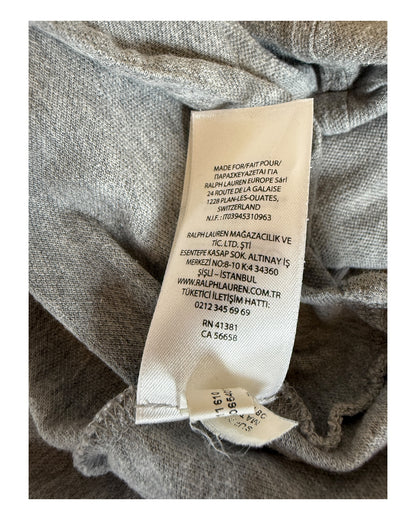 MADE FOR/FAIT POUR/
ΠΑΡΑΣΚΕΥΑΖΕΤΑΙ ΓΙΑ
RALPH LAUREN EUROPE Sàrl
24 ROUTE DE LA GALAISE
1228 PLAN-LES-OUATES,
SWITZERLAND
N.I.F.: IT03945310963
RALPH LAUREN MAĞAZACILIK VE
TİC. LTD. ŞTİ
ESENTEPE KASAP SOK. ALTINAY İŞ
MERKEZİ NO:8-10 K:4 34360
ŞİŞLİ - İSTANBUL
WWW.RALPHLAUREN.COM.TR
TÜKETİCİ İLETİŞİM HATTI:
0212 345 69 69
RN 41381
CA 56658